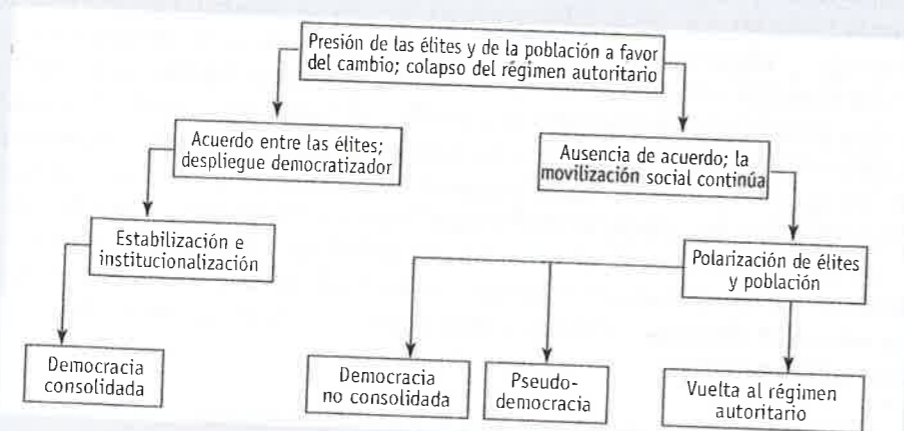 Presión de las élites y de la población a favor
del cambio; colapso del régimen autoritario
Acuerdo entre las élites;
despliegue democratizador
Ausencia de acuerdo; la
movilización social continúa
Estabilización e
institucionalización
Polarización de élites
y población
Democracia
consolidada
Democracia
no consolidada
Pseudo-
democracia
Vuelta al régimen
autoritario